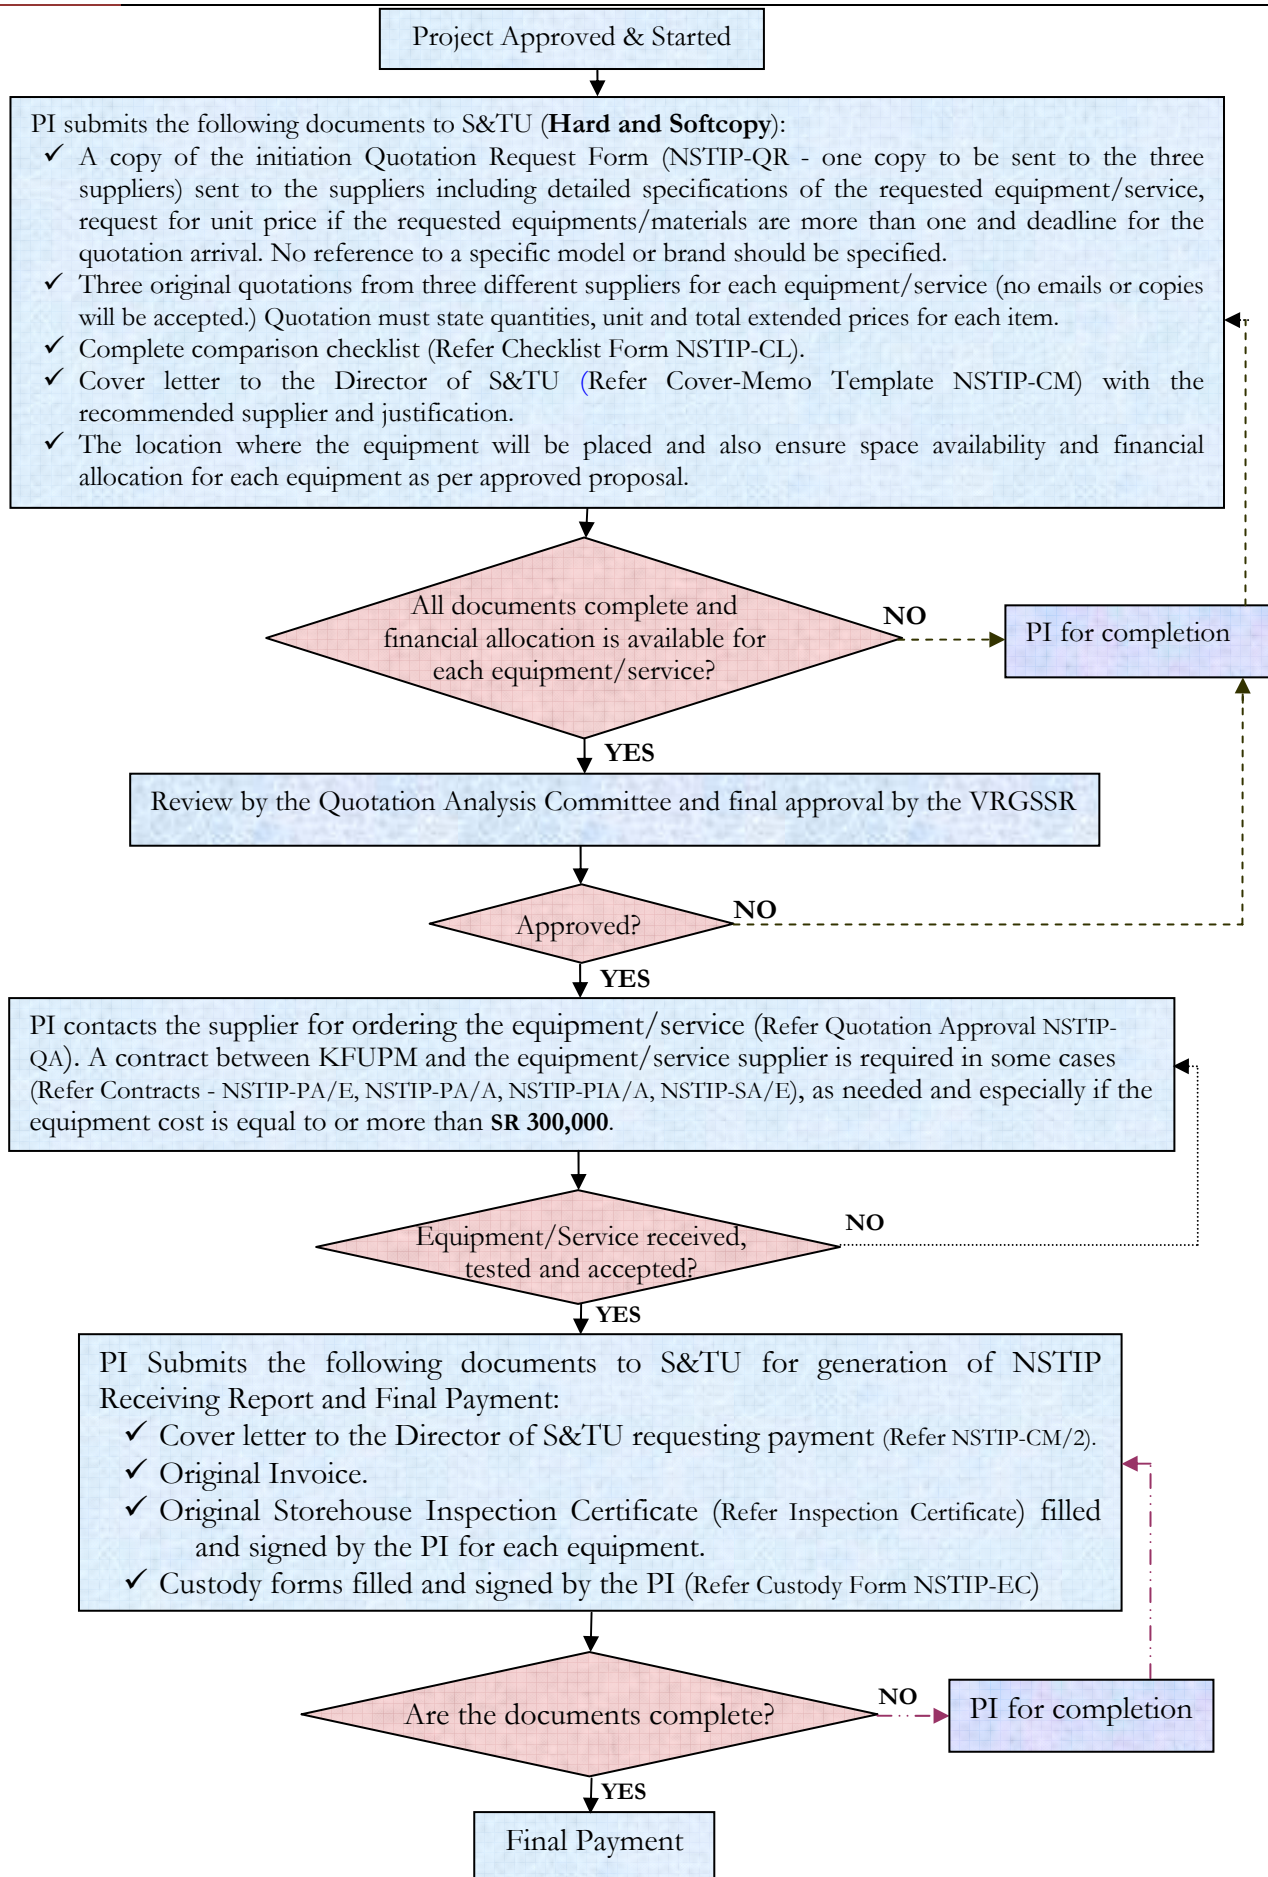 Project Approved & Started
PI submits the following documents to S&TU (Hard and Softcopy):
✓ A copy of the initiation Quotation Request Form (NSTIP-QR - one copy to be sent to the three
suppliers) sent to the suppliers including detailed specifications of the requested equipment/service,
request for unit price if the requested equipments/materials are more than one and deadline for the
quotation arrival. No reference to a specific model or brand should be specified.
✓ Three original quotations from three different suppliers for each equipment/service (no emails or copies
will be accepted.) Quotation must state quantities, unit and total extended prices for each item.
✓ Complete comparison checklist (Refer Checklist Form NSTIP-CL).
✓ Cover letter to the Director of S&TU (Refer Cover-Memo Template NSTIP-CM) with the
recommended supplier and justification.
✓ The location where the equipment will be placed and also ensure space availability and financial
allocation for each equipment as per approved proposal.
All documents complete and
financial allocation is available for
each equipment/service?
NO
PI for completion
YES
Review by the Quotation Analysis Committee and final approval by the VRGSSR
Approved?
NO
YES
PI contacts the supplier for ordering the equipment/service (Refer Quotation Approval NSTIP-
QA). A contract between KFUPM and the equipment/service supplier is required in some cases
(Refer Contracts - NSTIP-PA/E, NSTIP-PA/A, NSTIP-PIA/A, NSTIP-SA/E), as needed and especially if the
equipment cost is equal to or more than SR 300,000.
Equipment/Service received,
tested and accepted?
NO
YES
PI Submits the following documents to S&TU for generation of NSTIP
Receiving Report and Final Payment:
✓ Cover letter to the Director of S&TU requesting payment (Refer NSTIP-CM/2).
✓ Original Invoice.
✓ Original Storehouse Inspection Certificate (Refer Inspection Certificate) filled
and signed by the PI for each equipment.
✓ Custody forms filled and signed by the PI (Refer Custody Form NSTIP-EC)
Are the documents complete?
NO
PI for completion
YES
Final Payment